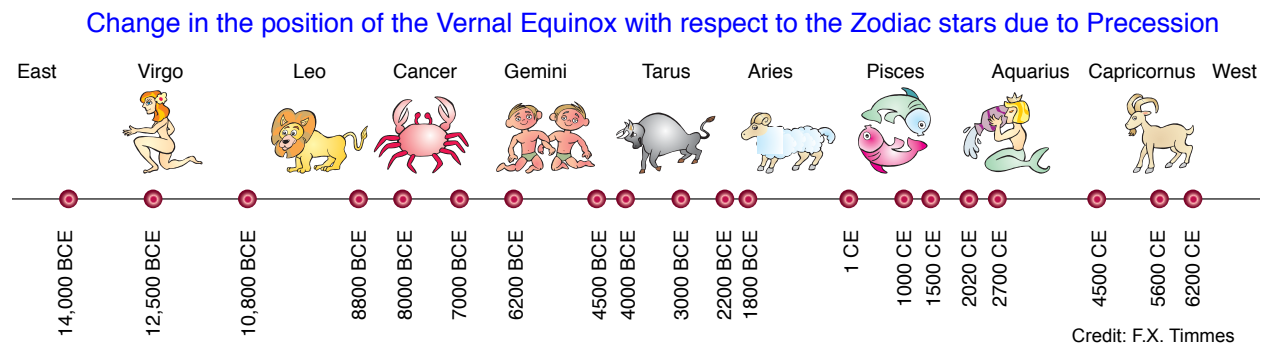 Change in the position of the Vernal Equinox with respect to the Zodiac stars due to Precession
East Virgo Leo Cancer Gemini Tarus Aries Pisces Aquarius Capricornus West
14,000 BCE
12,500 BCE
10,800 BCE
8800 BCE
8000 BCE
7000 BCE
6200 BCE
4500 BCE
4000 BCE
3000 BCE
2200 BCE
1800 BCE
1 CE
1000 CE
1500 CE
2020 CE
2700 CE
4500 CE
5600 CE
6200 CE
Credit: F.X. Timmes